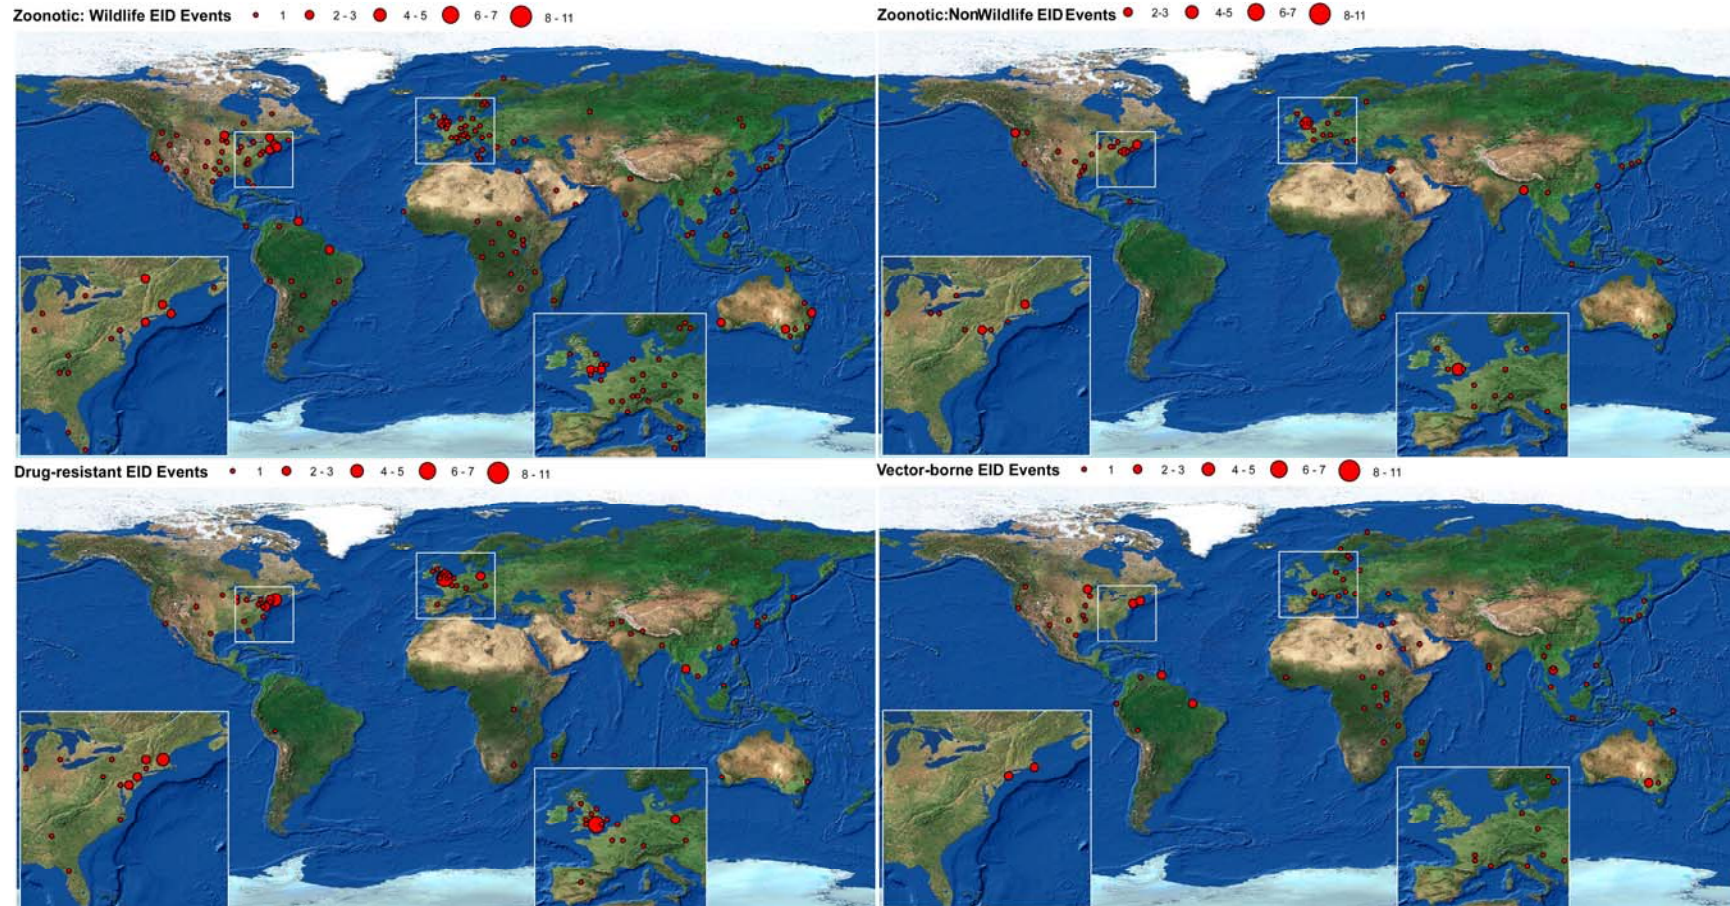 Zoonotic: Wildlife EID Events 1 2 - 3 4 - 5 6 - 7 8 - 11
Zoonotic:NonWildlife EID Events 2-3 4-5 6-7 8-11
Drug-resistant EID Events 1 2 - 3 4 - 5 6 - 7 8 - 11
Vector-borne EID Events 1 2 - 3 4 - 5 6 - 7 8 - 11